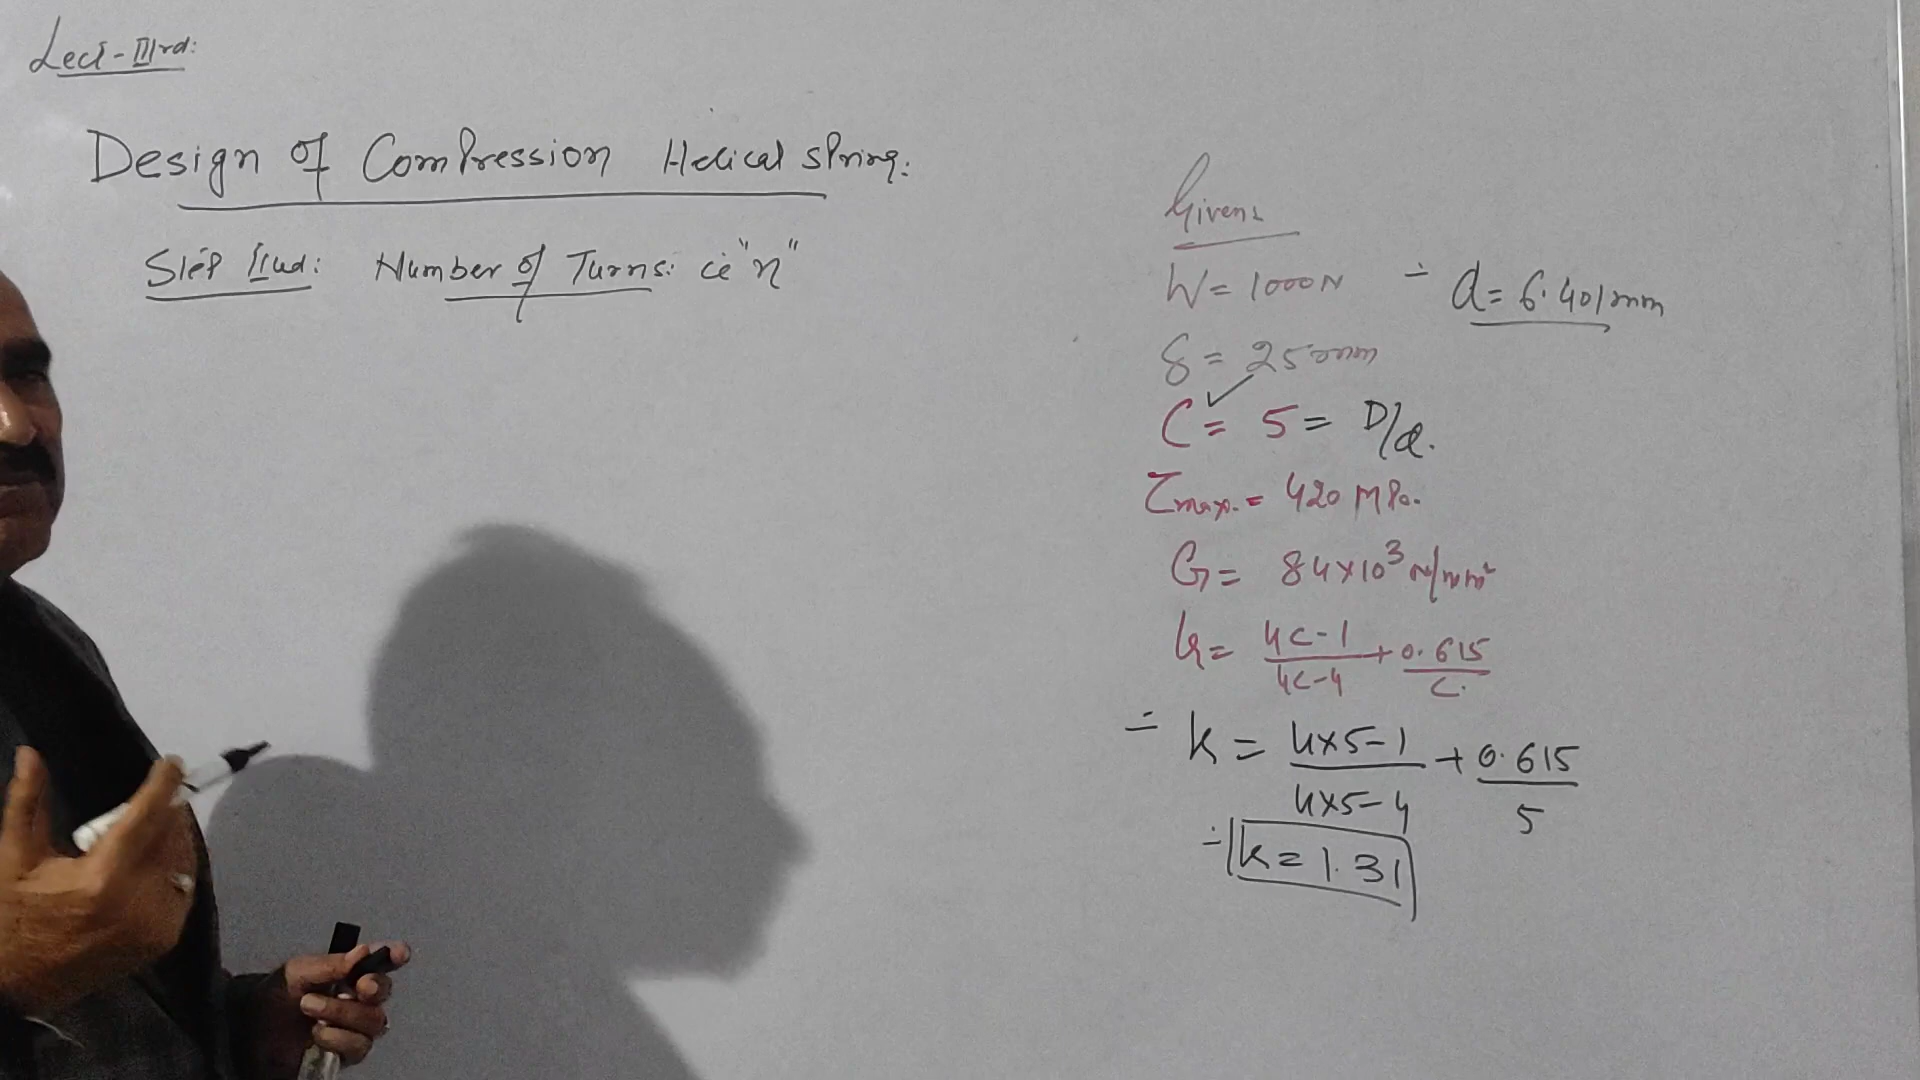 Lect-IIIrd:
Design of Compression Helical spring:
Step IInd: Number of Turns: ie "n"
Given:
W = 1000N
∴ d = 6.401mm
δ = 25mm
C = 5 = D/d.
τmax. = 420 MPa.
G = 84×10³ N/mm²
k = (4C-1)/(4C-4) + 0.615/C.
∴ k = (4×5-1)/(4×5-4) + 0.615/5
∴ k = 1.31